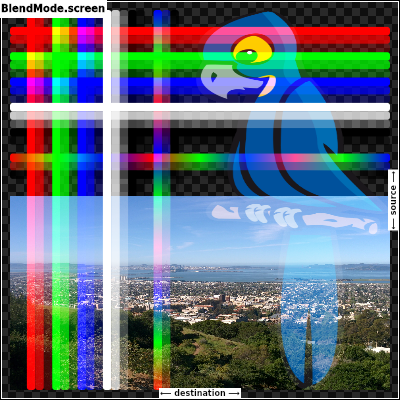 BlendMode.screen
⟵ source ⟶
⟵ destination ⟶